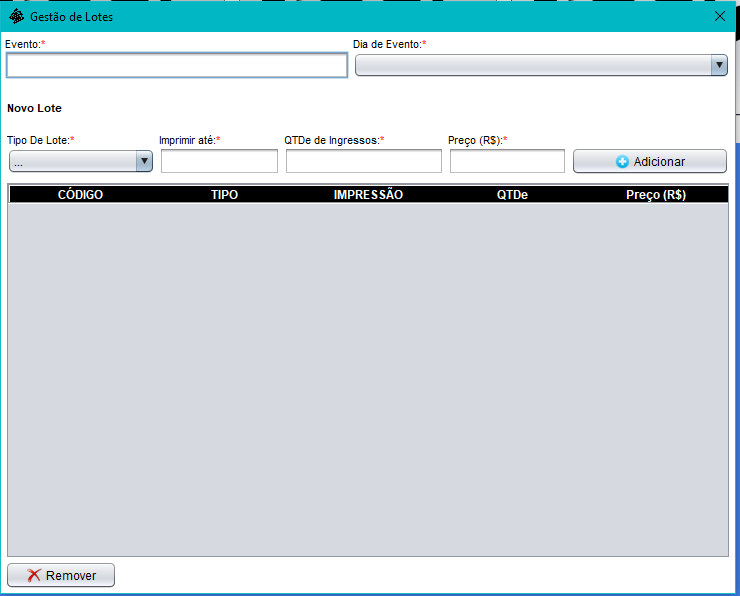 Gestão de Lotes
Evento:* Dia de Evento:*
Novo Lote
Tipo De Lote:* Imprimir até:* QTDe de Ingressos:* Preço (R$):*
... Adicionar
CÓDIGO TIPO IMPRESSÃO QTDe Preço (R$)
Remover